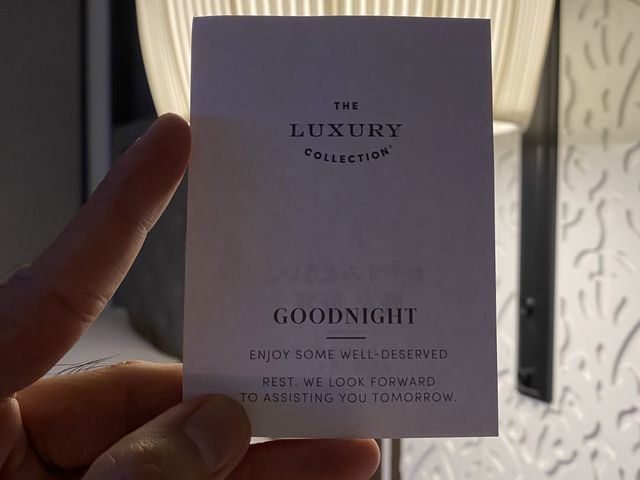 THE
LUXURY
COLLECTION®
GOODNIGHT
ENJOY SOME WELL-DESERVED
REST. WE LOOK FORWARD
TO ASSISTING YOU TOMORROW.